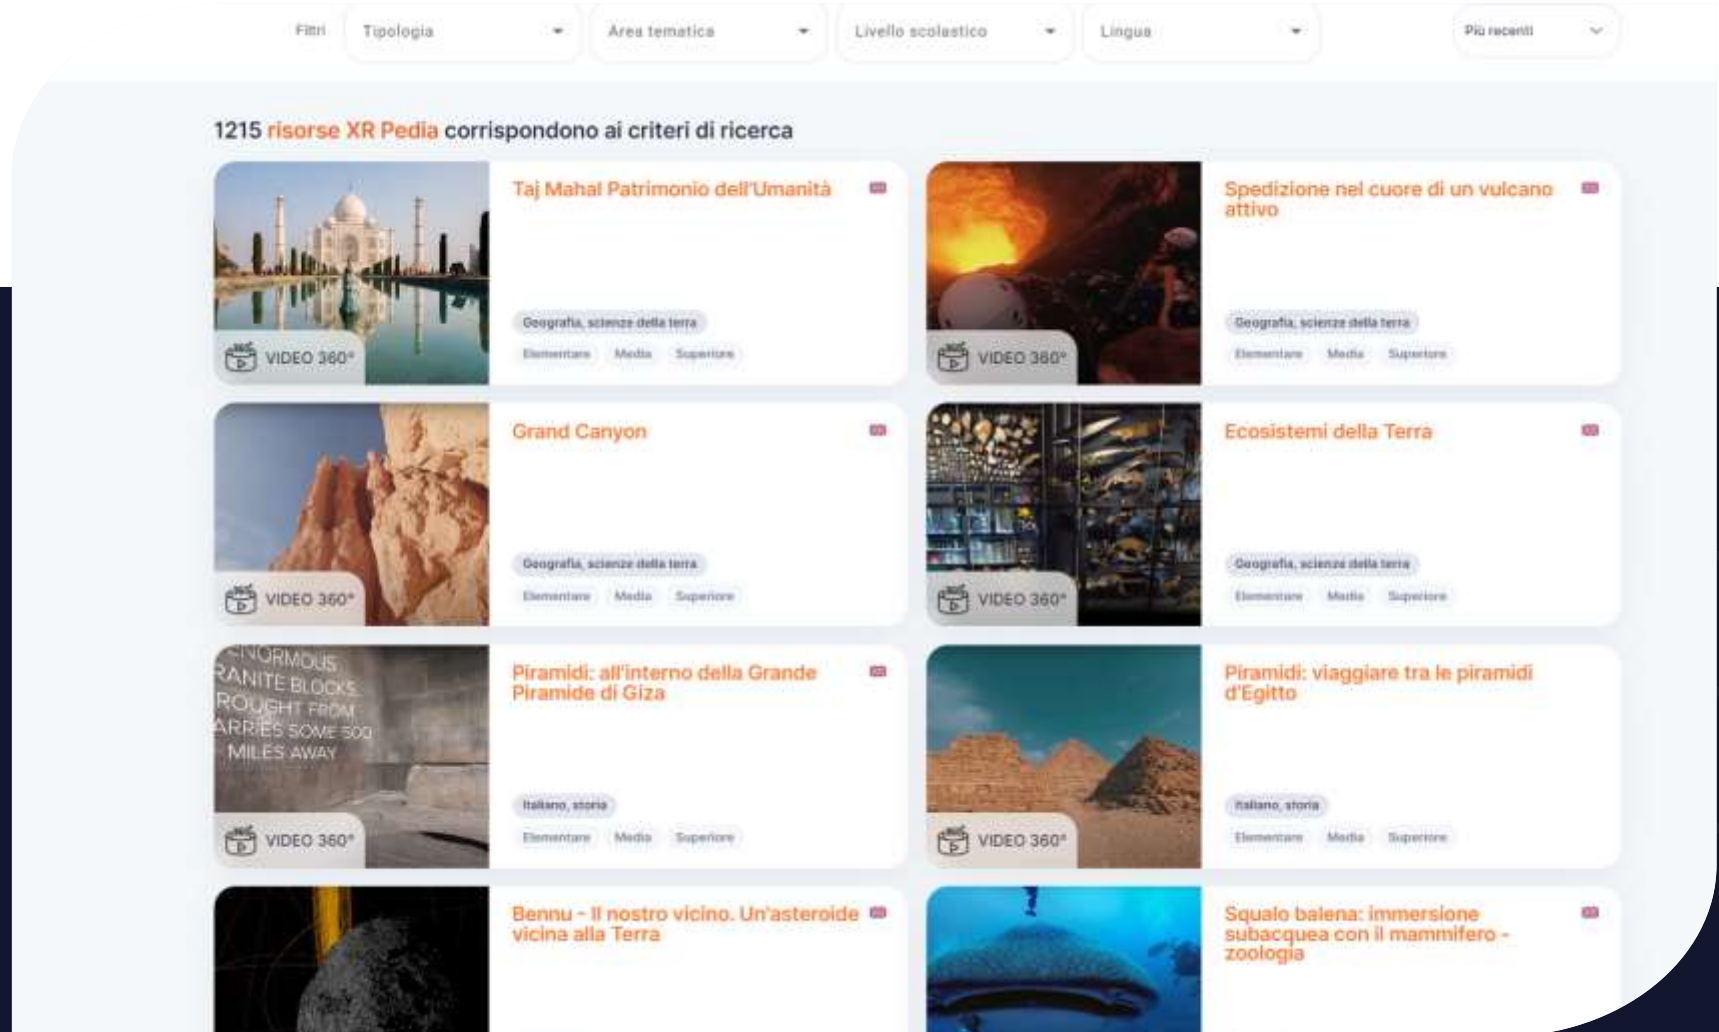 Filtri
Tipologia
Area tematica
Livello scolastico
Lingua
Più recenti
1215 risorse XR Pedia corrispondono ai criteri di ricerca
Taj Mahal Patrimonio dell'Umanità
Geografia, scienze della terra
Elementare Media Superiore
VIDEO 360°
Spedizione nel cuore di un vulcano
attivo
Geografia, scienze della terra
Elementare Media Superiore
VIDEO 360°
Grand Canyon
Geografia, scienze della terra
Elementare Media Superiore
VIDEO 360°
Ecosistemi della Terra
Geografia, scienze della terra
Elementare Media Superiore
VIDEO 360°
ENORMOUS
RANITE BLOCKS
ROUGHT FROM
ARRIES SOME 500
MILES AWAY
Piramidi: all'interno della Grande
Piramide di Giza
Italiano, storia
Elementare Media Superiore
VIDEO 360°
Piramidi: viaggiare tra le piramidi
d'Egitto
Italiano, storia
Elementare Media Superiore
VIDEO 360°
Bennu - Il nostro vicino. Un'asteroide
vicina alla Terra
Squalo balena: immersione
subacquea con il mammifero -
zoologia